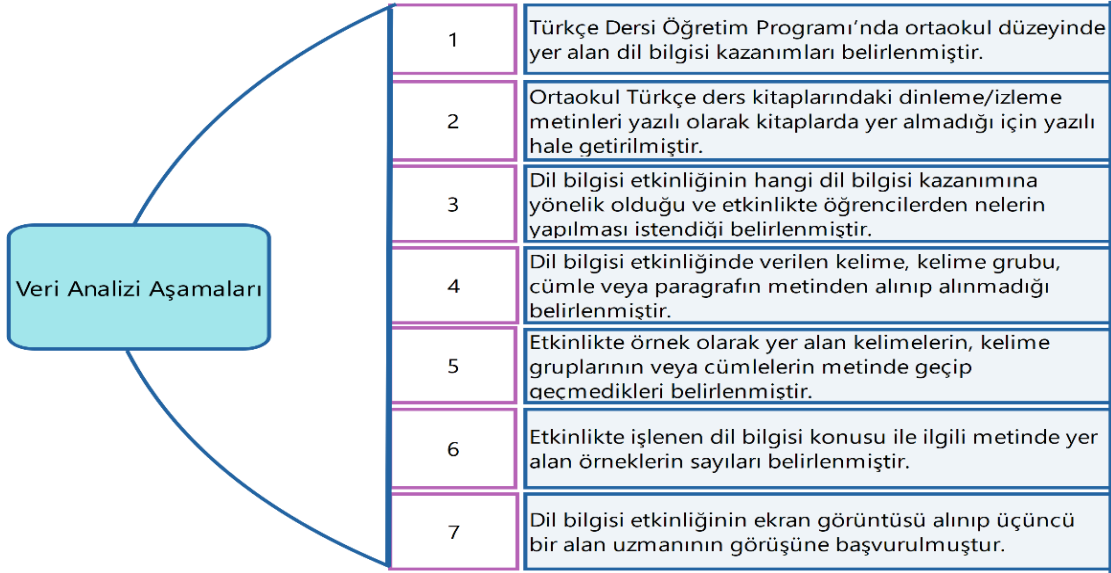 Veri Analizi Aşamaları
1
Türkçe Dersi Öğretim Programı’nda ortaokul düzeyinde
yer alan dil bilgisi kazanımları belirlenmiştir.
2
Ortaokul Türkçe ders kitaplarındaki dinleme/izleme
metinleri yazılı olarak kitaplarda yer almadığı için yazılı
hale getirilmiştir.
3
Dil bilgisi etkinliğinin hangi dil bilgisi kazanımına
yönelik olduğu ve etkinlikte öğrencilerden nelerin
yapılması istendiği belirlenmiştir.
4
Dil bilgisi etkinliğinde verilen kelime, kelime grubu,
cümle veya paragrafın metinden alınıp alınmadığı
belirlenmiştir.
5
Etkinlikte örnek olarak yer alan kelimelerin, kelime
gruplarının veya cümlelerin metinde geçip
geçmedikleri belirlenmiştir.
6
Etkinlikte işlenen dil bilgisi konusu ile ilgili metinde yer
alan örneklerin sayıları belirlenmiştir.
7
Dil bilgisi etkinliğinin ekran görüntüsü alınıp üçüncü
bir alan uzmanının görüşüne başvurulmuştur.